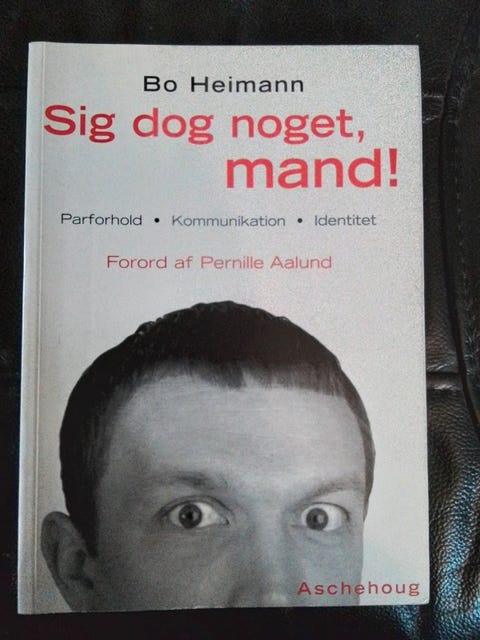 Bo Heimann
Sig dog noget,
mand!
Parforhold • Kommunikation • Identitet
Forord af Pernille Aalund
Aschehoug